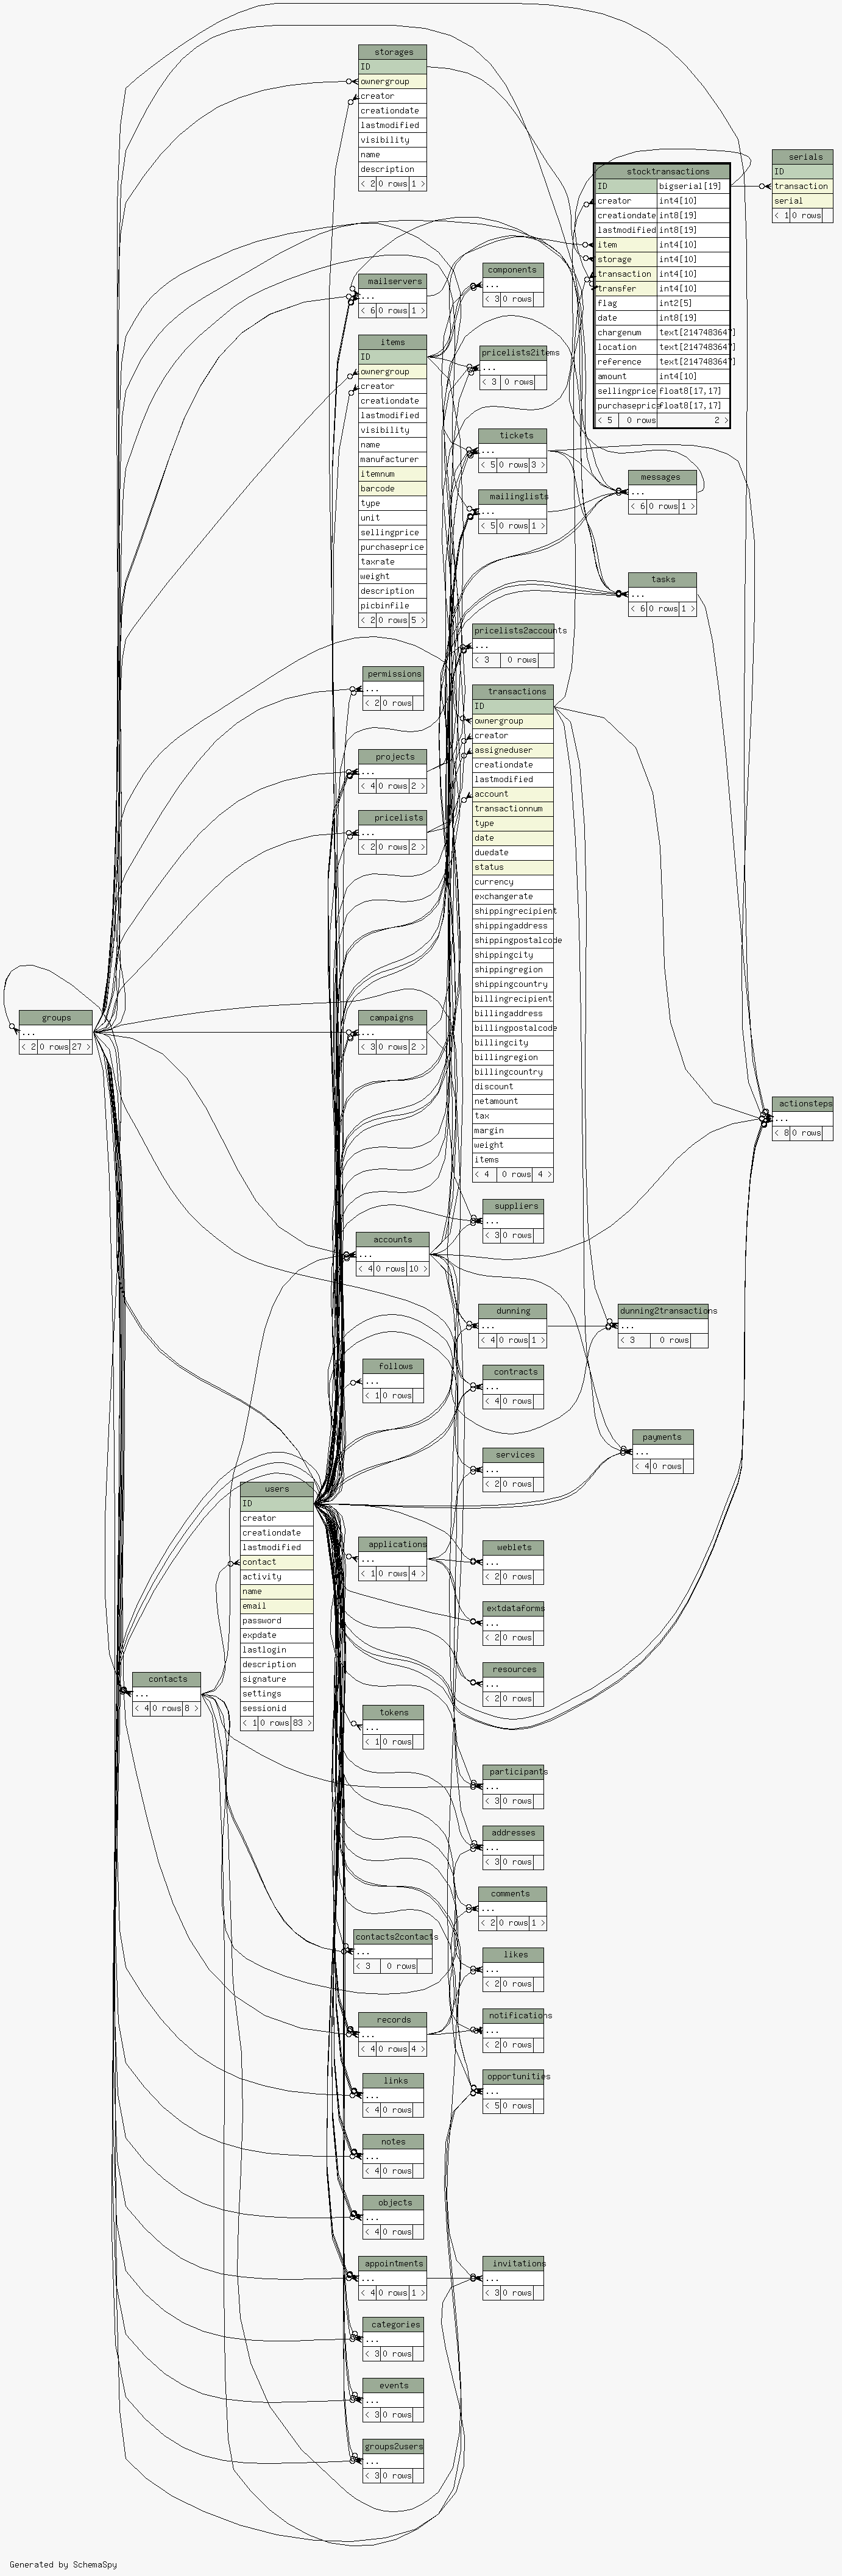 storages
ID
ownergroup
creator
creationdate
lastmodified
visibility
name
description
< 2 0 rows 1 >
stocktransactions
ID bigserial[19]
creator int4[10]
creationdate int8[19]
lastmodified int8[19]
item int4[10]
storage int4[10]
transaction int4[10]
transfer int4[10]
flag int2[5]
date int8[19]
chargenum text[2147483647]
location text[2147483647]
reference text[2147483647]
amount int4[10]
sellingprice float8[17,17]
purchaseprice float8[17,17]
< 5 0 rows 2 >
serials
ID
transaction
serial
< 1 0 rows
mailservers
...
< 6 0 rows 1 >
components
...
< 3 0 rows
items
ID
ownergroup
creator
creationdate
lastmodified
visibility
name
manufacturer
itemnum
barcode
type
unit
sellingprice
purchaseprice
taxrate
weight
description
picbinfile
< 2 0 rows 5 >
pricelists2items
...
< 3 0 rows
tickets
...
< 5 0 rows 3 >
messages
...
< 6 0 rows 1 >
mailinglists
...
< 5 0 rows 1 >
tasks
...
< 6 0 rows 1 >
pricelists2accounts
...
< 3 0 rows
permissions
...
< 2 0 rows
transactions
ID
ownergroup
creator
assigneduser
creationdate
lastmodified
account
transactionnum
type
date
duedate
status
currency
exchangerate
shippingrecipient
shippingaddress
shippingpostalcode
shippingcity
shippingregion
shippingcountry
billingrecipient
billingaddress
billingpostalcode
billingcity
billingregion
billingcountry
discount
netamount
tax
margin
weight
items
< 4 0 rows 4 >
projects
...
< 4 0 rows 2 >
pricelists
...
< 2 0 rows 2 >
groups
...
< 2 0 rows 27 >
campaigns
...
< 3 0 rows 2 >
actionsteps
...
< 8 0 rows
suppliers
...
< 3 0 rows
accounts
...
< 4 0 rows 10 >
dunning
...
< 4 0 rows 1 >
dunning2transactions
...
< 3 0 rows
follows
...
< 1 0 rows
contracts
...
< 4 0 rows
payments
...
< 4 0 rows
services
...
< 2 0 rows
users
ID
creator
creationdate
lastmodified
contact
activity
name
email
password
expdate
lastlogin
description
signature
settings
sessionid
< 1 0 rows 83 >
applications
...
< 1 0 rows 4 >
weblets
...
< 2 0 rows
extdataforms
...
< 2 0 rows
resources
...
< 2 0 rows
contacts
...
< 4 0 rows 8 >
tokens
...
< 1 0 rows
participants
...
< 3 0 rows
addresses
...
< 3 0 rows
comments
...
< 2 0 rows 1 >
contacts2contacts
...
< 3 0 rows
likes
...
< 2 0 rows
records
...
< 4 0 rows 4 >
notifications
...
< 2 0 rows
links
...
< 4 0 rows
opportunities
...
< 5 0 rows
notes
...
< 4 0 rows
objects
...
< 4 0 rows
appointments
...
< 4 0 rows 1 >
invitations
...
< 3 0 rows
categories
...
< 3 0 rows
events
...
< 3 0 rows
groups2users
...
< 3 0 rows
Generated by SchemaSpy